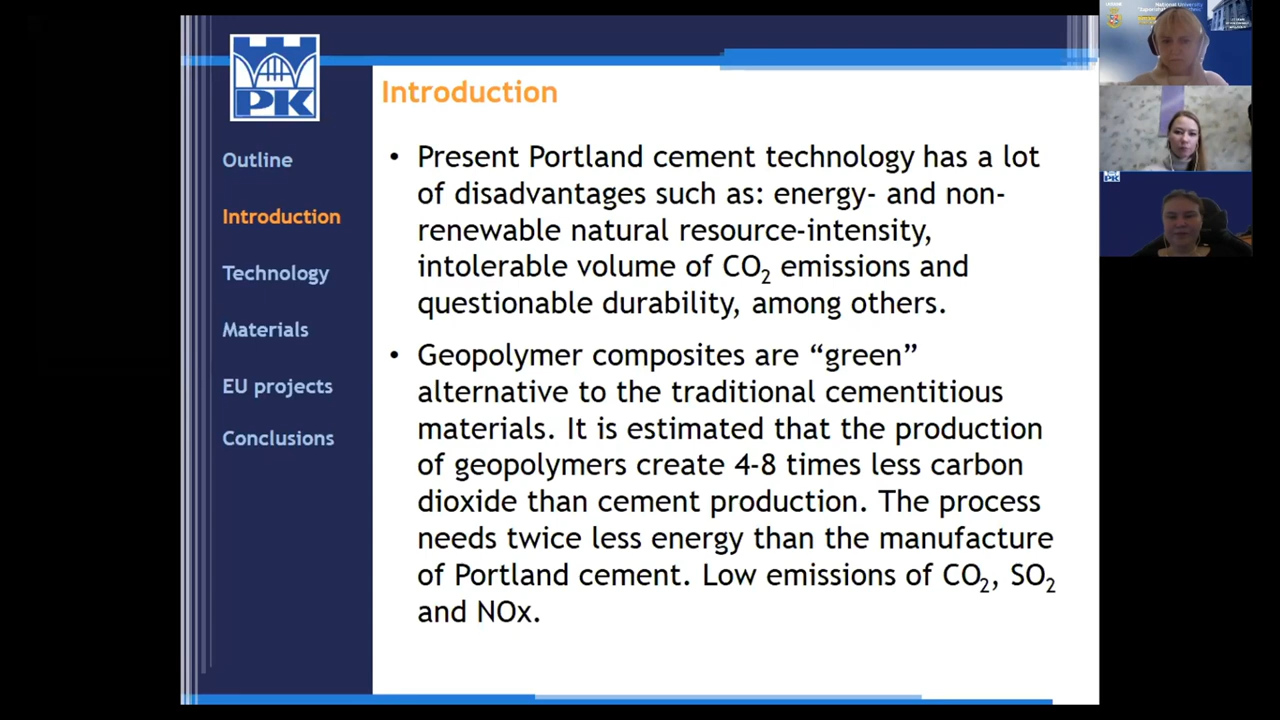 PK
Outline
Introduction
Technology
Materials
EU projects
Conclusions
Introduction
• Present Portland cement technology has a lot
of disadvantages such as: energy- and non-
renewable natural resource-intensity,
intolerable volume of CO2 emissions and
questionable durability, among others.
• Geopolymer composites are “green”
alternative to the traditional cementitious
materials. It is estimated that the production
of geopolymers create 4-8 times less carbon
dioxide than cement production. The process
needs twice less energy than the manufacture
of Portland cement. Low emissions of CO2, SO2
and NOx.
National University
PK